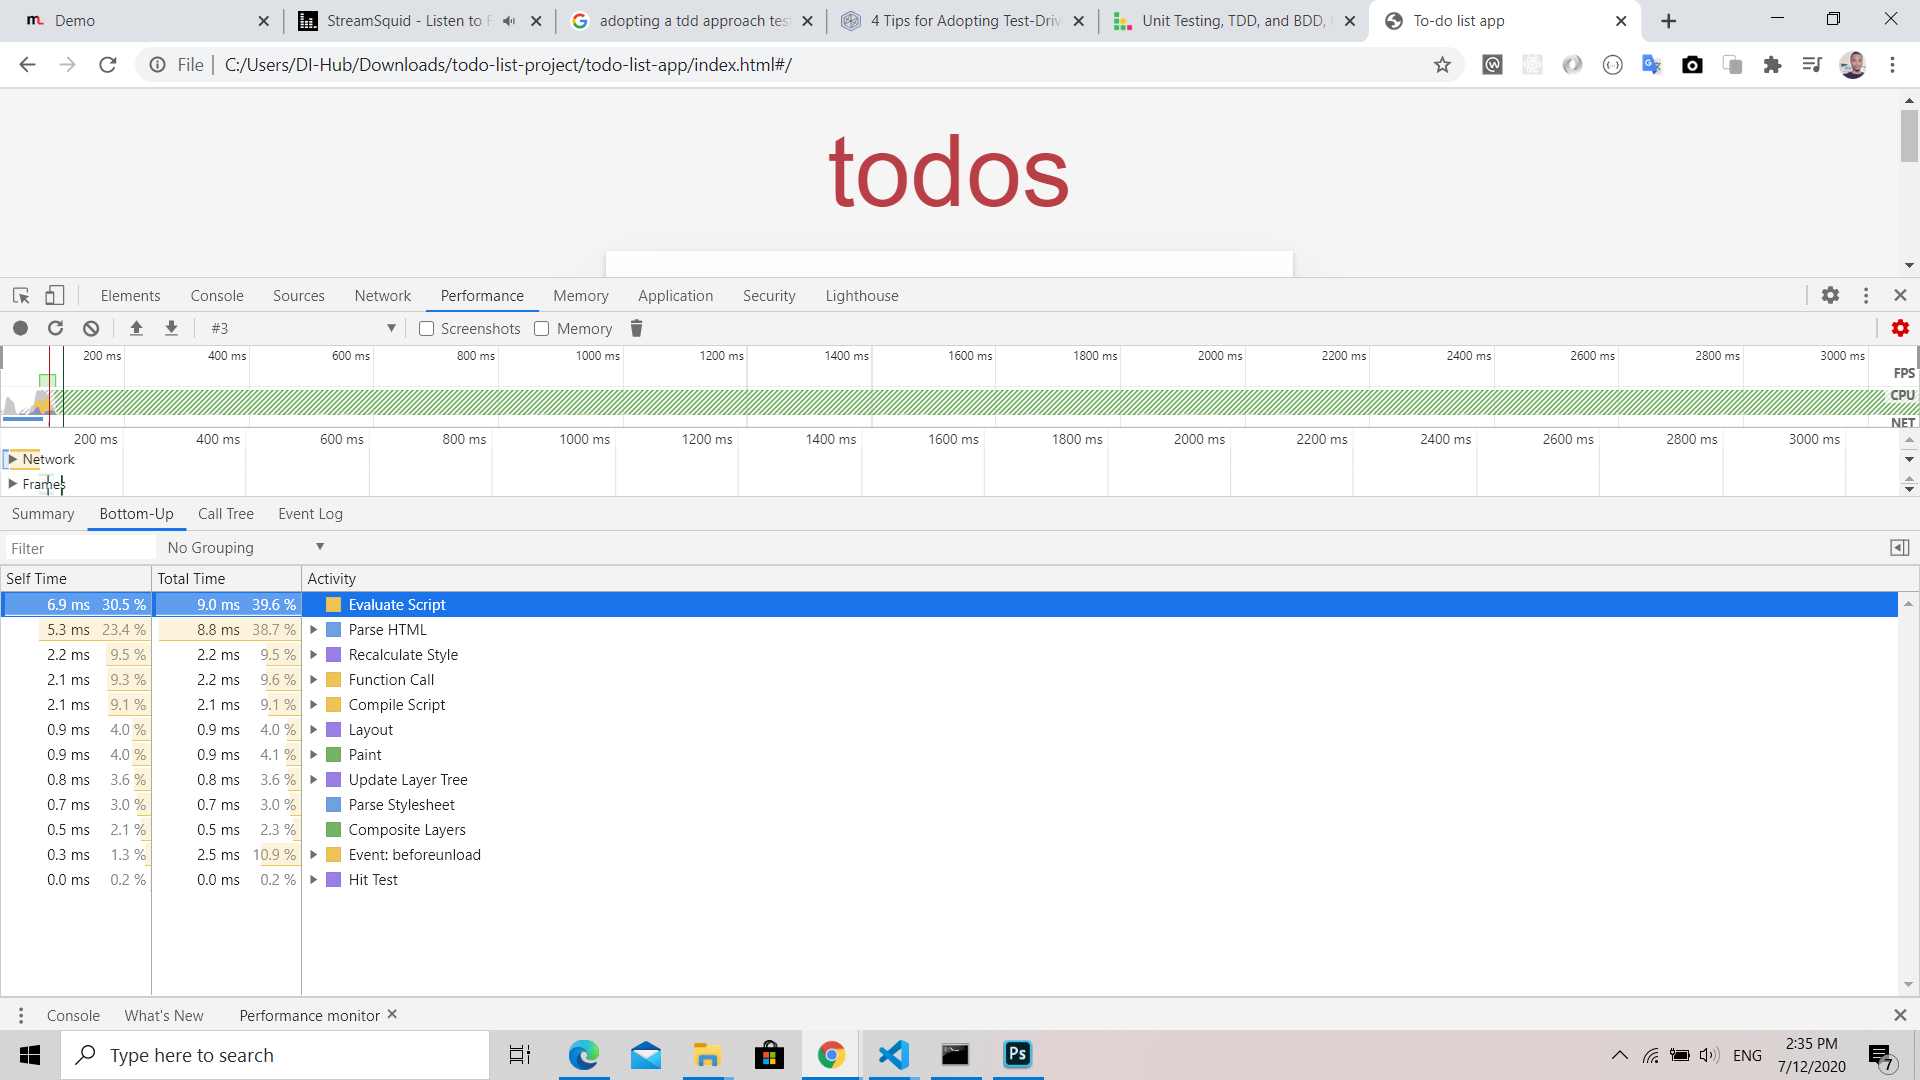 Demo
StreamSquid - Listen to F
adopting a tdd approach test
4 Tips for Adopting Test-Driv
Unit Testing, TDD, and BDD,
To-do list app
File
C:/Users/DI-Hub/Downloads/todo-list-project/todo-list-app/index.html#/
todos
Elements Console Sources Network Performance Memory Application Security Lighthouse
#3 Screenshots Memory
200 ms 400 ms 600 ms 800 ms 1000 ms 1200 ms 1400 ms 1600 ms 1800 ms 2000 ms 2200 ms 2400 ms 2600 ms 2800 ms 3000 ms
FPS
CPU
NET
200 ms 400 ms 600 ms 800 ms 1000 ms 1200 ms 1400 ms 1600 ms 1800 ms 2000 ms 2200 ms 2400 ms 2600 ms 2800 ms 3000 ms
Network
Frames
Summary Bottom-Up Call Tree Event Log
Filter No Grouping
Self Time Total Time Activity
6.9 ms 30.5 % 9.0 ms 39.6 % Evaluate Script
5.3 ms 23.4 % 8.8 ms 38.7 % Parse HTML
2.2 ms 9.5 % 2.2 ms 9.5 % Recalculate Style
2.1 ms 9.3 % 2.2 ms 9.6 % Function Call
2.1 ms 9.1 % 2.1 ms 9.1 % Compile Script
0.9 ms 4.0 % 0.9 ms 4.0 % Layout
0.9 ms 4.0 % 0.9 ms 4.1 % Paint
0.8 ms 3.6 % 0.8 ms 3.6 % Update Layer Tree
0.7 ms 3.0 % 0.7 ms 3.0 % Parse Stylesheet
0.5 ms 2.1 % 0.5 ms 2.3 % Composite Layers
0.3 ms 1.3 % 2.5 ms 10.9 % Event: beforeunload
0.0 ms 0.2 % 0.0 ms 0.2 % Hit Test
Console What's New Performance monitor
Type here to search
Ps
ENG
2:35 PM
7/12/2020
7